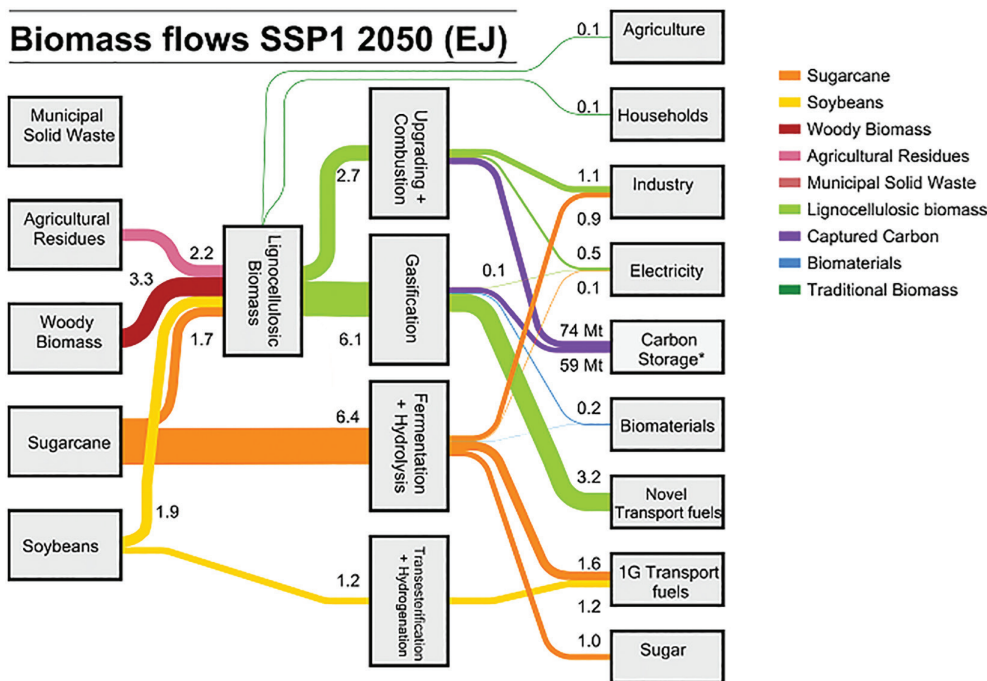 Biomass flows SSP1 2050 (EJ)
Municipal
Solid Waste
Agricultural
Residues
Woody
Biomass
Sugarcane
Soybeans
2.2
3.3
1.7
1.9
Lignocellulosic
Biomass
2.7
6.1
6.4
1.2
Upgrading +
Combustion
Gasification
Fermentation
+ Hydrolysis
Transesterification
+ Hydrogenation
0.1
0.1
1.1
0.9
0.5
0.1
0.1
74 Mt
59 Mt
0.2
3.2
1.6
1.2
1.0
Agriculture
Households
Industry
Electricity
Carbon
Storage*
Biomaterials
Novel
Transport fuels
1G Transport
fuels
Sugar
Sugarcane
Soybeans
Woody Biomass
Agricultural Residues
Municipal Solid Waste
Lignocellulosic biomass
Captured Carbon
Biomaterials
Traditional Biomass